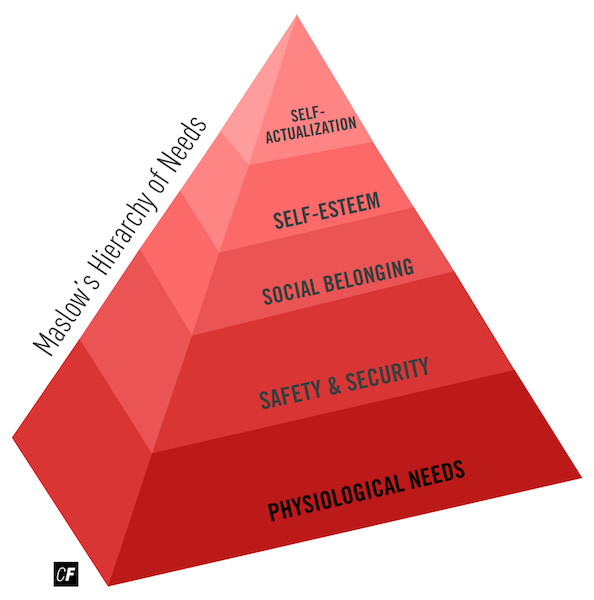 Maslow's Hierarchy of Needs
SELF-
ACTUALIZATION
SELF-ESTEEM
SOCIAL BELONGING
SAFETY & SECURITY
PHYSIOLOGICAL NEEDS
CF